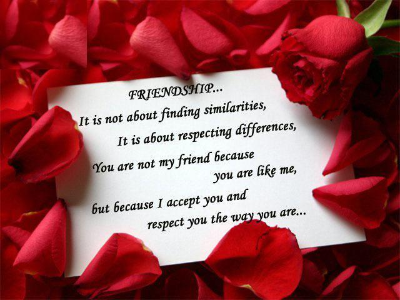 FRIENDSHIP...
It is not about finding similarities,
It is about respecting differences,
You are not my friend because
you are like me,
but because I accept you and
respect you the way you are...